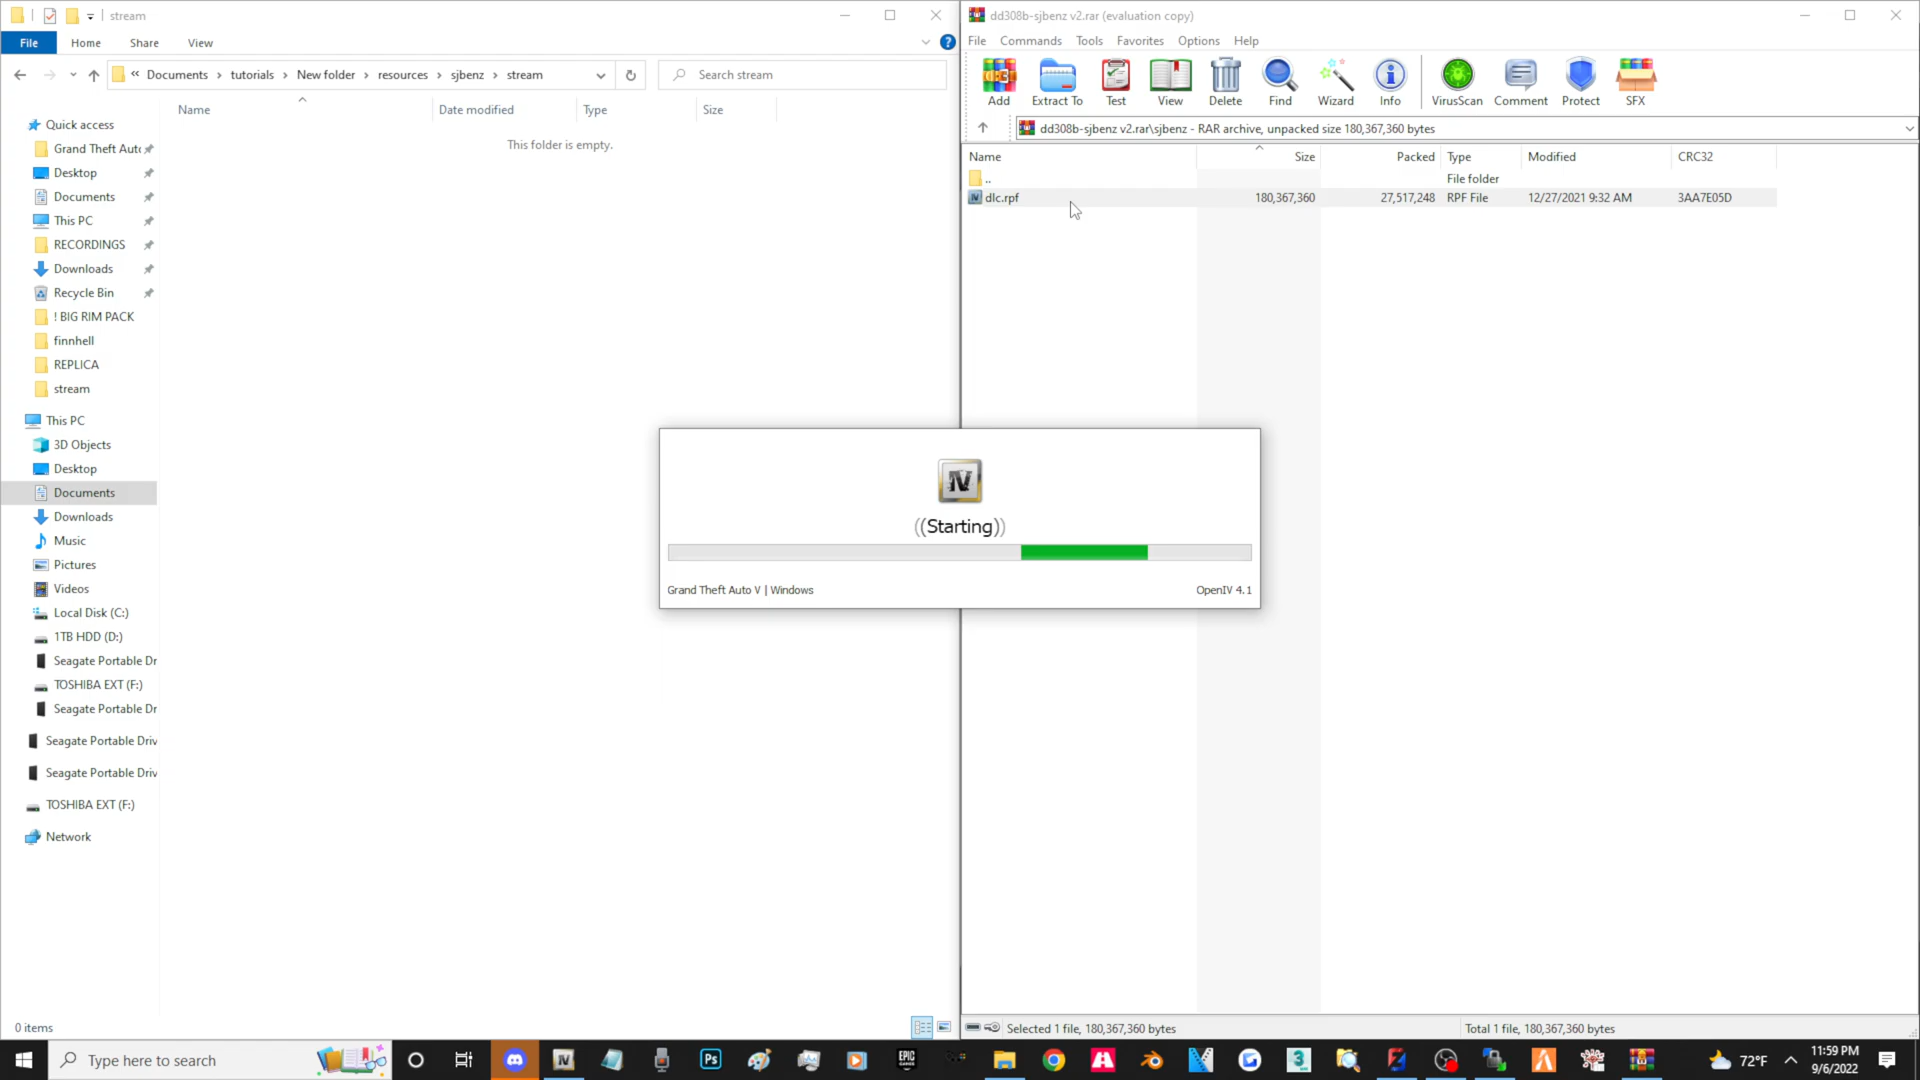 stream
File Home Share View
« Documents › tutorials › New folder › resources › sjbenz › stream
Search stream
Name Date modified Type Size
This folder is empty.
Quick access
Grand Theft Auto
Desktop
Documents
This PC
RECORDINGS
Downloads
Recycle Bin
! BIG RIM PACK
finnhell
REPLICA
stream
This PC
3D Objects
Desktop
Documents
Downloads
Music
Pictures
Videos
Local Disk (C:)
1TB HDD (D:)
Seagate Portable Dr
TOSHIBA EXT (F:)
Seagate Portable Dr
Seagate Portable Driv
Seagate Portable Driv
TOSHIBA EXT (F:)
Network
0 items
dd308b-sjbenz v2.rar (evaluation copy)
File Commands Tools Favorites Options Help
Add Extract To Test View Delete Find Wizard Info VirusScan Comment Protect SFX
dd308b-sjbenz v2.rar\sjbenz - RAR archive, unpacked size 180,367,360 bytes
Name Size Packed Type Modified CRC32
.. File folder
dlc.rpf 180,367,360 27,517,248 RPF File 12/27/2021 9:32 AM 3AA7E05D
IV
((Starting))
Grand Theft Auto V | Windows OpenIV 4.1
Selected 1 file, 180,367,360 bytes Total 1 file, 180,367,360 bytes
Type here to search
Ps
EPIC
3
72°F
11:59 PM
9/6/2022